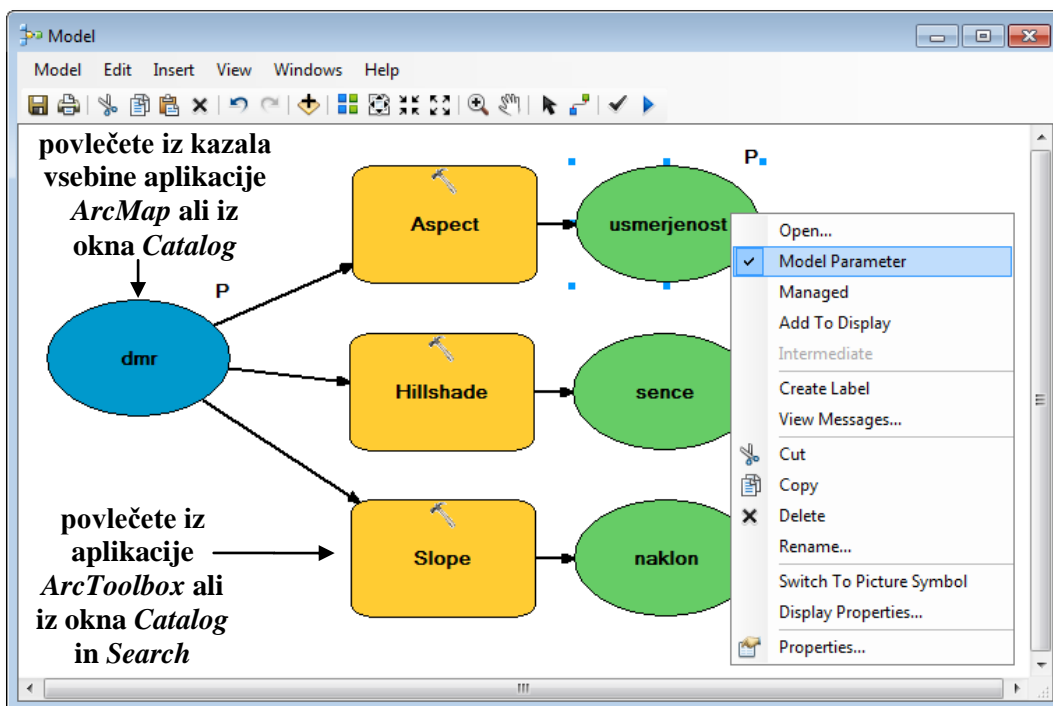 Model
Model Edit Insert View Windows Help
povlečete iz kazala
vsebine aplikacije
ArcMap ali iz
okna Catalog
P
dmr
Aspect
usmerjenost
P
Hillshade
sence
povlečete iz
aplikacije
ArcToolbox ali
iz okna Catalog
in Search
Slope
naklon
Open...
Model Parameter
Managed
Add To Display
Intermediate
Create Label
View Messages...
Cut
Copy
Delete
Rename...
Switch To Picture Symbol
Display Properties...
Properties...